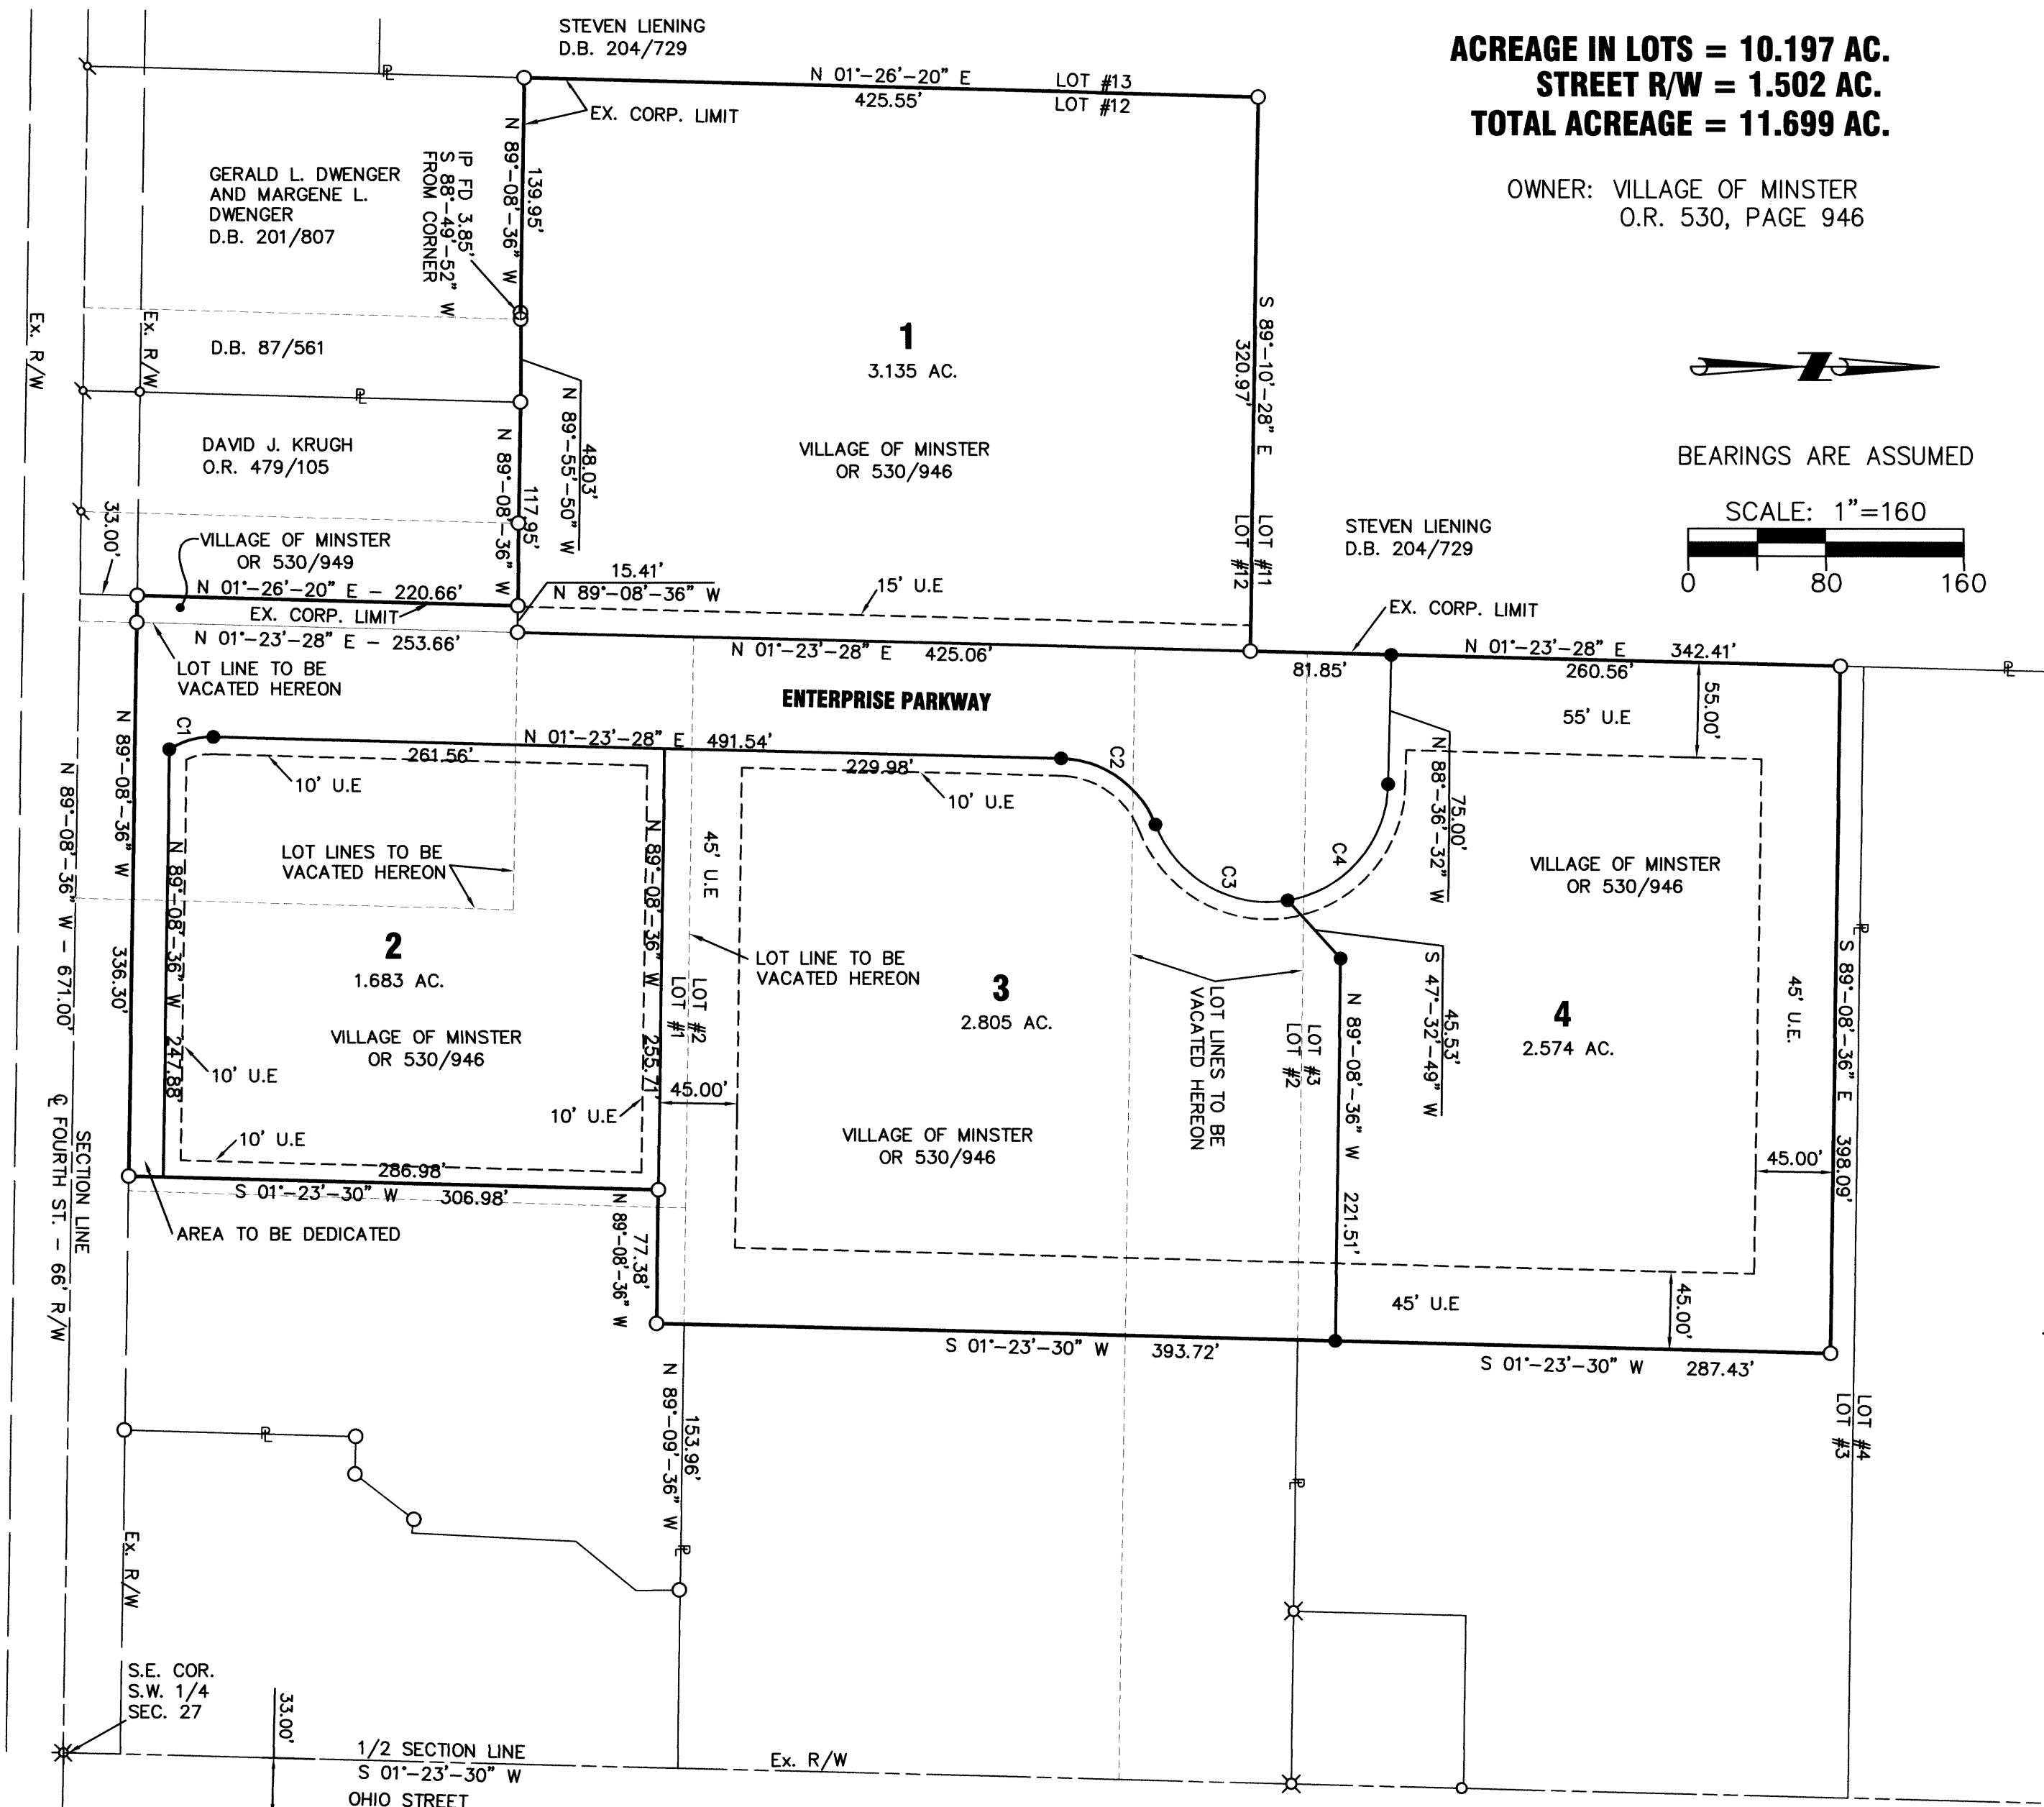 STEVEN LIENING
D.B. 204/729
ACREAGE IN LOTS = 10.197 AC.
STREET R/W = 1.502 AC.
TOTAL ACREAGE = 11.699 AC.
OWNER: VILLAGE OF MINSTER
O.R. 530, PAGE 946
N 01°-26'-20" E
425.55'
LOT #13
LOT #12
EX. CORP. LIMIT
N 89°-08'-36" W
139.95'
IP FD 3.85'
S 88°-49'-52" W
FROM CORNER
GERALD L. DWENGER
AND MARGENE L.
DWENGER
D.B. 201/807
Ex. R/W
Ex. R/W
D.B. 87/561
1
3.135 AC.
VILLAGE OF MINSTER
OR 530/946
S 89°-10'-28" E
320.97'
LOT #11
LOT #12
BEARINGS ARE ASSUMED
SCALE: 1"=160
0 80 160
DAVID J. KRUGH
O.R. 479/105
N 89°-08'-36" W
117.95'
48.03'
N 89°-55'-50" W
33.00'
VILLAGE OF MINSTER
OR 530/949
N 01°-26'-20" E - 220.66'
EX. CORP. LIMIT
N 01°-23'-28" E - 253.66'
LOT LINE TO BE
VACATED HEREON
15.41'
N 89°-08'-36" W
15' U.E
STEVEN LIENING
D.B. 204/729
EX. CORP. LIMIT
N 01°-23'-28" E 425.06'
81.85'
N 01°-23'-28" E 342.41'
260.56'
55.00'
55' U.E
ENTERPRISE PARKWAY
C1
N 01°-23'-28" E 491.54'
261.56'
229.98'
10' U.E
10' U.E
C2
C3
C4
75.00'
N 88°-36'-32" W
N 89°-08'-36" W
336.30'
N 89°-08'-36" W - 671.00'
N 89°-08'-36" W 247.88'
LOT LINES TO BE
VACATED HEREON
2
1.683 AC.
VILLAGE OF MINSTER
OR 530/946
10' U.E
10' U.E
10' U.E
N 89°-08'-36" W 255.71'
45' U.E
LOT #2
LOT #1
LOT LINE TO BE
VACATED HEREON
45.00'
3
2.805 AC.
VILLAGE OF MINSTER
OR 530/946
LOT LINES TO BE
VACATED HEREON
LOT #3
LOT #2
45.53'
S 47°-32'-49" W
N 89°-08'-36" W 221.51'
VILLAGE OF MINSTER
OR 530/946
4
2.574 AC.
45' U.E.
S 89°-08'-36" E 398.09'
45.00'
286.98'
S 01°-23'-30" W 306.98'
AREA TO BE DEDICATED
SECTION LINE
℄ FOURTH ST. - 66' R/W
77.38'
N 89°-08'-36" W
45' U.E
45.00'
S 01°-23'-30" W 393.72'
S 01°-23'-30" W 287.43'
153.96'
N 89°-09'-36" W
LOT #4
LOT #3
Ex. R/W
S.E. COR.
S.W. 1/4
SEC. 27
33.00'
1/2 SECTION LINE
S 01°-23'-30" W
Ex. R/W
OHIO STREET